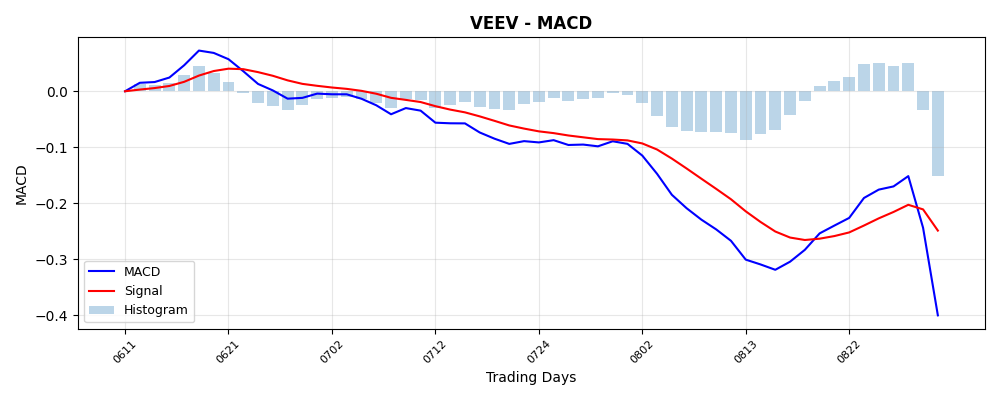 VEEV - MACD
MACD
0.0
−0.1
−0.2
−0.3
−0.4
MACD
Signal
Histogram
0611
0621
0702
0712
0724
0802
0813
0822
Trading Days